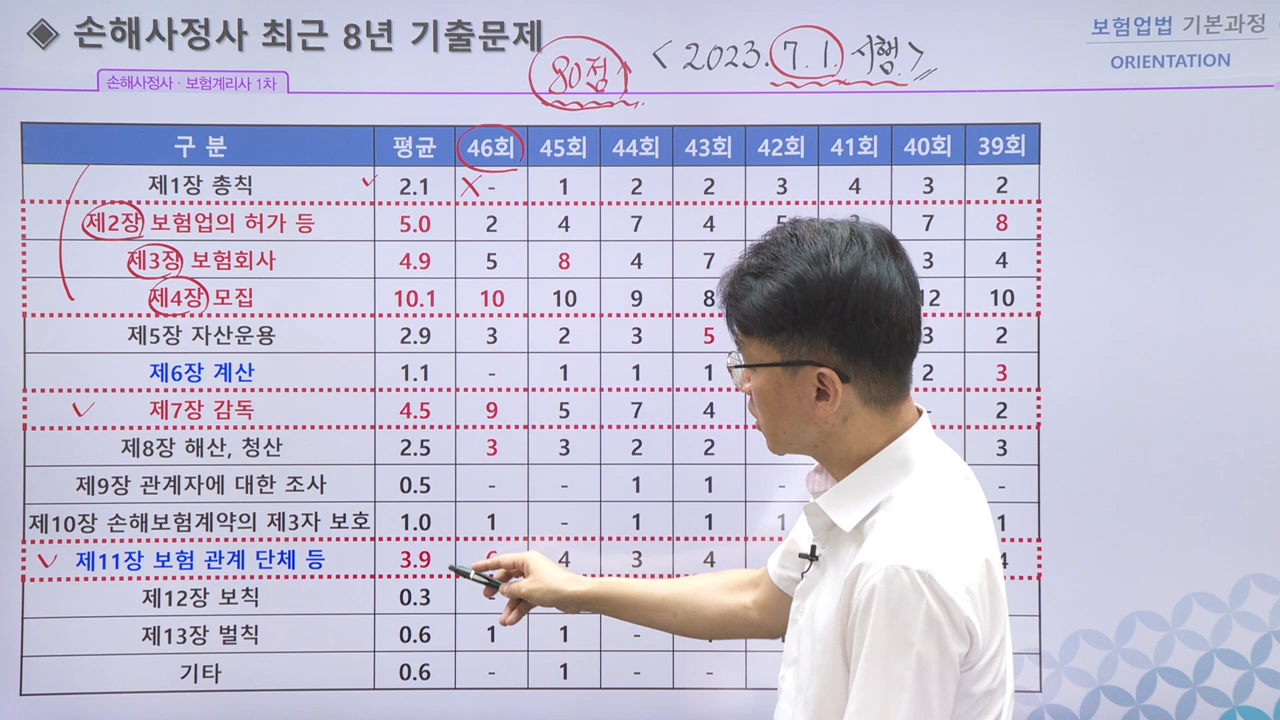 ◈ 손해사정사 최근 8년 기출문제
80점↑ <2023. 7. 1. 시행>
보험업법 기본과정
ORIENTATION
손해사정사 · 보험계리사 1차
구 분 평균 46회 45회 44회 43회 42회 41회 40회 39회
제1장 총칙 2.1 - 1 2 2 3 4 3 2
제2장 보험업의 허가 등 5.0 2 4 7 4 7 8
제3장 보험회사 4.9 5 8 4 7 3 4
제4장 모집 10.1 10 10 9 8 12 10
제5장 자산운용 2.9 3 2 3 5 3 2
제6장 계산 1.1 - 1 1 1 2 3
제7장 감독 4.5 9 5 7 4 - 2
제8장 해산, 청산 2.5 3 3 2 2 3
제9장 관계자에 대한 조사 0.5 - - 1 1 - -
제10장 손해보험계약의 제3자 보호 1.0 1 - 1 1 1 1
제11장 보험 관계 단체 등 3.9 4 3 4 4
제12장 보칙 0.3 -
제13장 벌칙 0.6 1 1 -
기타 0.6 - 1 - -